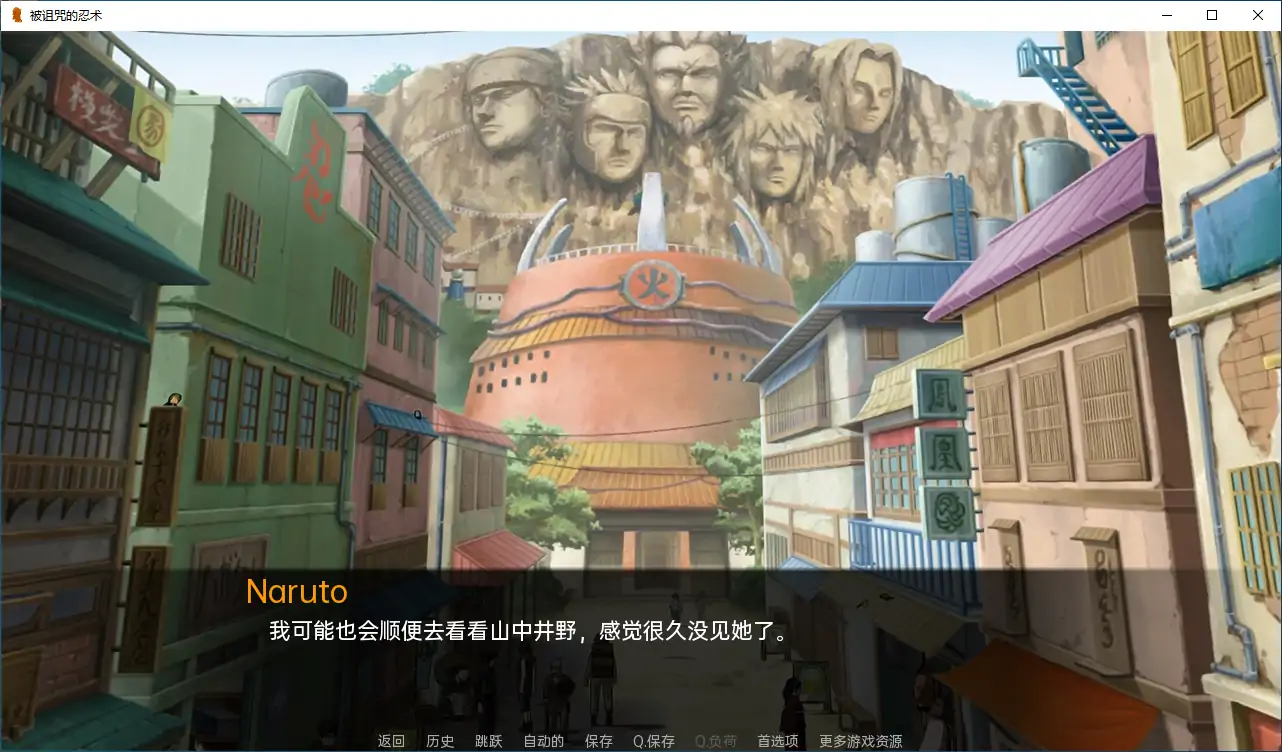 被诅咒的忍术
火
Naruto
我可能也会顺便去看看山中井野，感觉很久没见她了。
返回 历史 跳跃 自动的 保存 Q.保存 Q.负荷 首选项 更多游戏资源